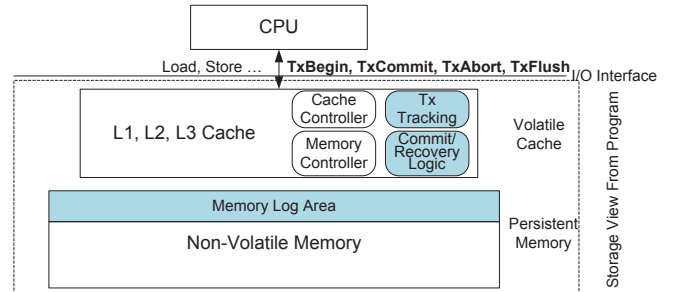 CPU
Load, Store ... TxBegin, TxCommit, TxAbort, TxFlush
I/O Interface
L1, L2, L3 Cache
Cache
Controller
Tx
Tracking
Memory
Controller
Commit/
Recovery
Logic
Volatile
Cache
Memory Log Area
Non-Volatile Memory
Persistent
Memory
Storage View From Program